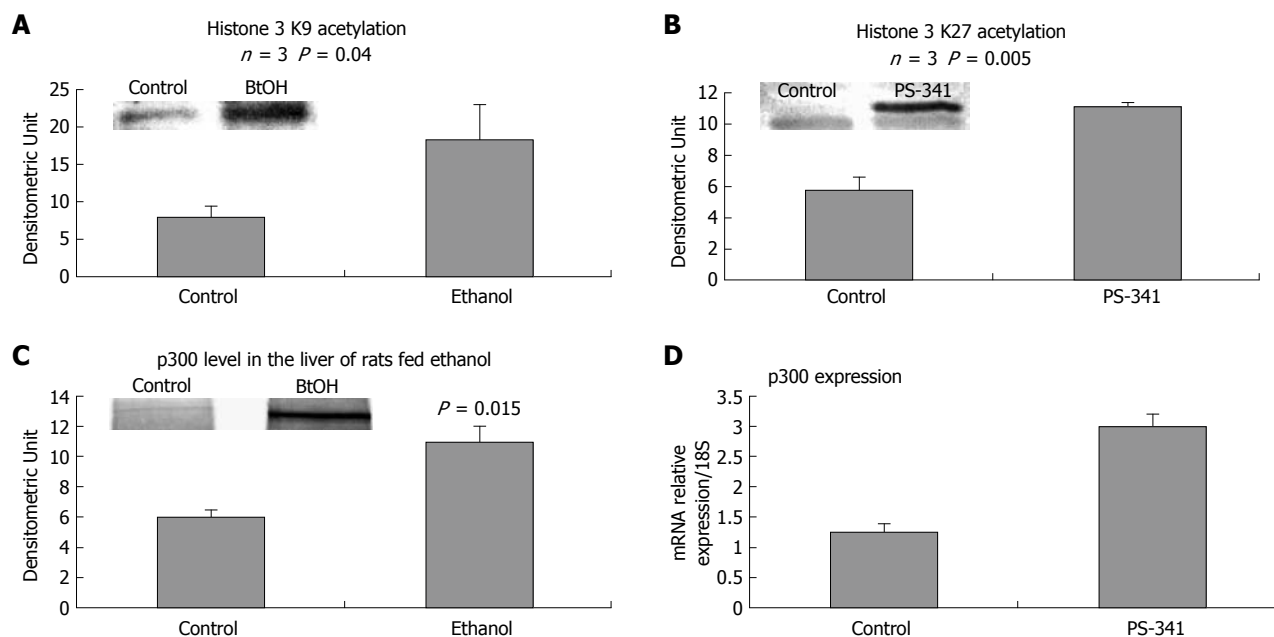 A
Histone 3 K9 acetylation
n = 3 P = 0.04
Control BtOH
Densitometric Unit
25
20
15
10
5
0
Control Ethanol
B
Histone 3 K27 acetylation
n = 3 P = 0.005
Control PS-341
Densitometric Unit
12
10
8
6
4
2
0
Control PS-341
C
p300 level in the liver of rats fed ethanol
Control BtOH
P = 0.015
Densitometric Unit
14
12
10
8
6
4
2
0
Control Ethanol
D
p300 expression
mRNA relative
expression/18S
3.5
3
2.5
2
1.5
1
0.5
0
Control PS-341